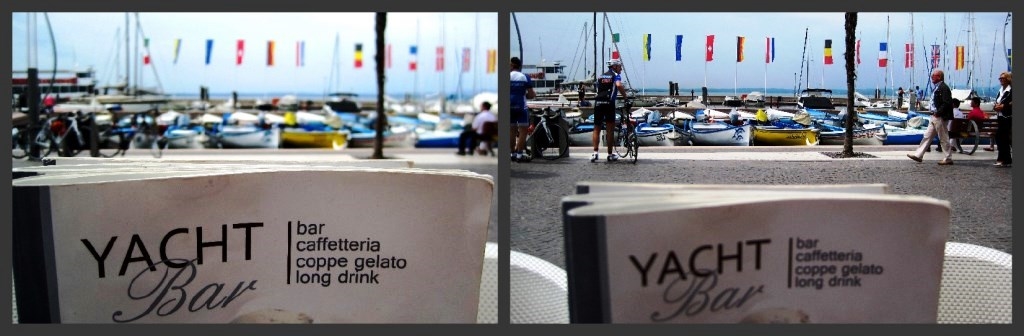 YACHT
Bar
bar
caffetteria
coppe gelato
long drink
YACHT
Bar
bar
caffetteria
coppe gelato
long drink